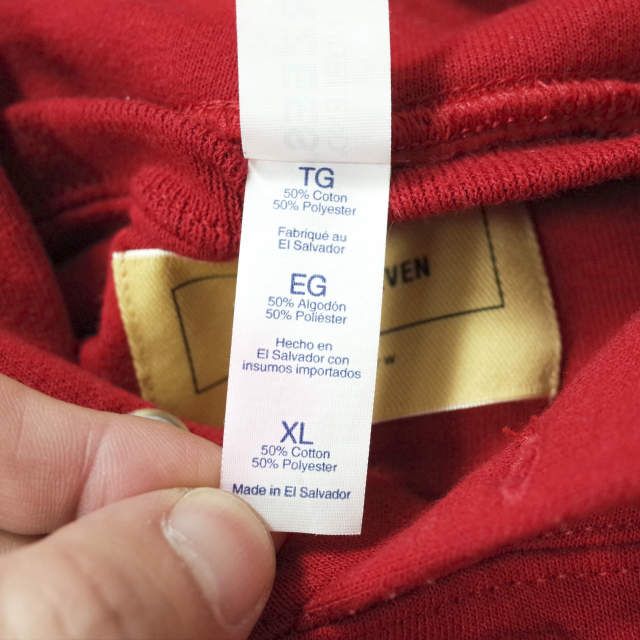 TG
50% Coton
50% Polyester
Fabriqué au
El Salvador
EG
50% Algodón
50% Poliéster
Hecho en
El Salvador con
insumos importados
XL
50% Cotton
50% Polyester
Made in El Salvador
VEN
W